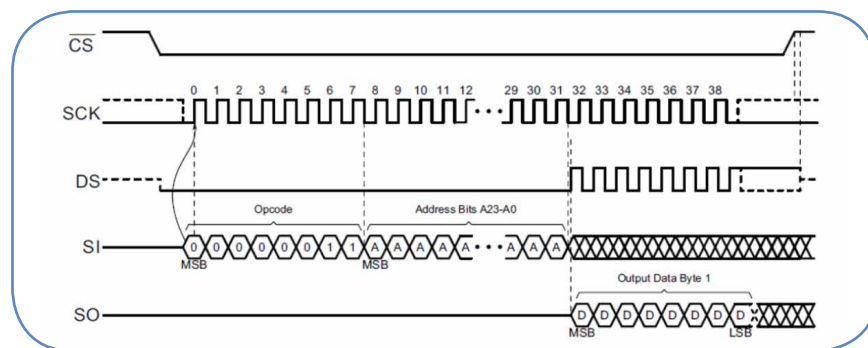 CS
0 1 2 3 4 5 6 7 8 9 10 11 12 29 30 31 32 33 34 35 36 37 38
SCK
DS
Opcode Address Bits A23-A0
SI 0 0 0 0 0 0 1 1 A A A A A A A A
MSB MSB
Output Data Byte 1
SO D D D D D D D D
MSB LSB